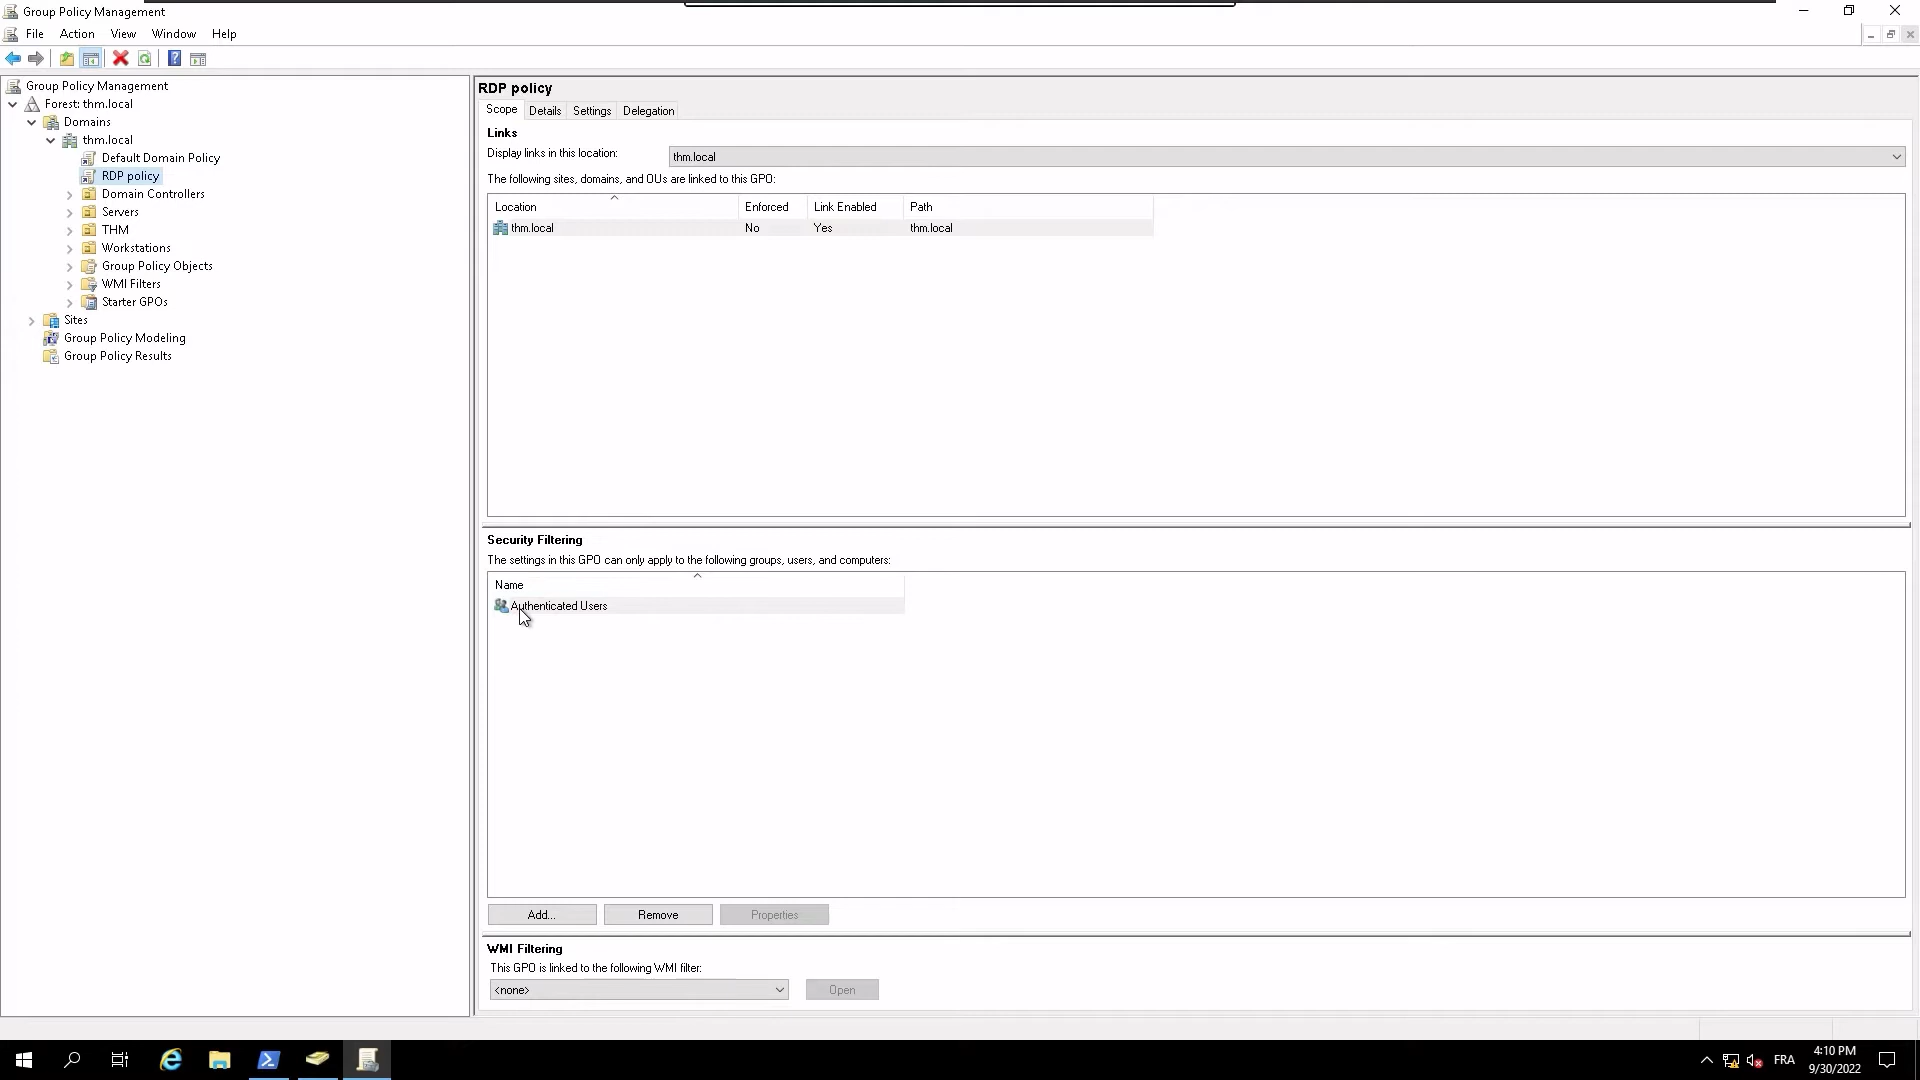 Group Policy Management
File Action View Window Help
Group Policy Management
Forest: thm.local
Domains
thm.local
Default Domain Policy
RDP policy
Domain Controllers
Servers
THM
Workstations
Group Policy Objects
WMI Filters
Starter GPOs
Sites
Group Policy Modeling
Group Policy Results
RDP policy
Scope Details Settings Delegation
Links
Display links in this location: thm.local
The following sites, domains, and OUs are linked to this GPO:
Location Enforced Link Enabled Path
thm.local No Yes thm.local
Security Filtering
The settings in this GPO can only apply to the following groups, users, and computers:
Name
Authenticated Users
Add... Remove Properties
WMI Filtering
This GPO is linked to the following WMI filter:
<none> Open
FRA 4:10 PM
9/30/2022